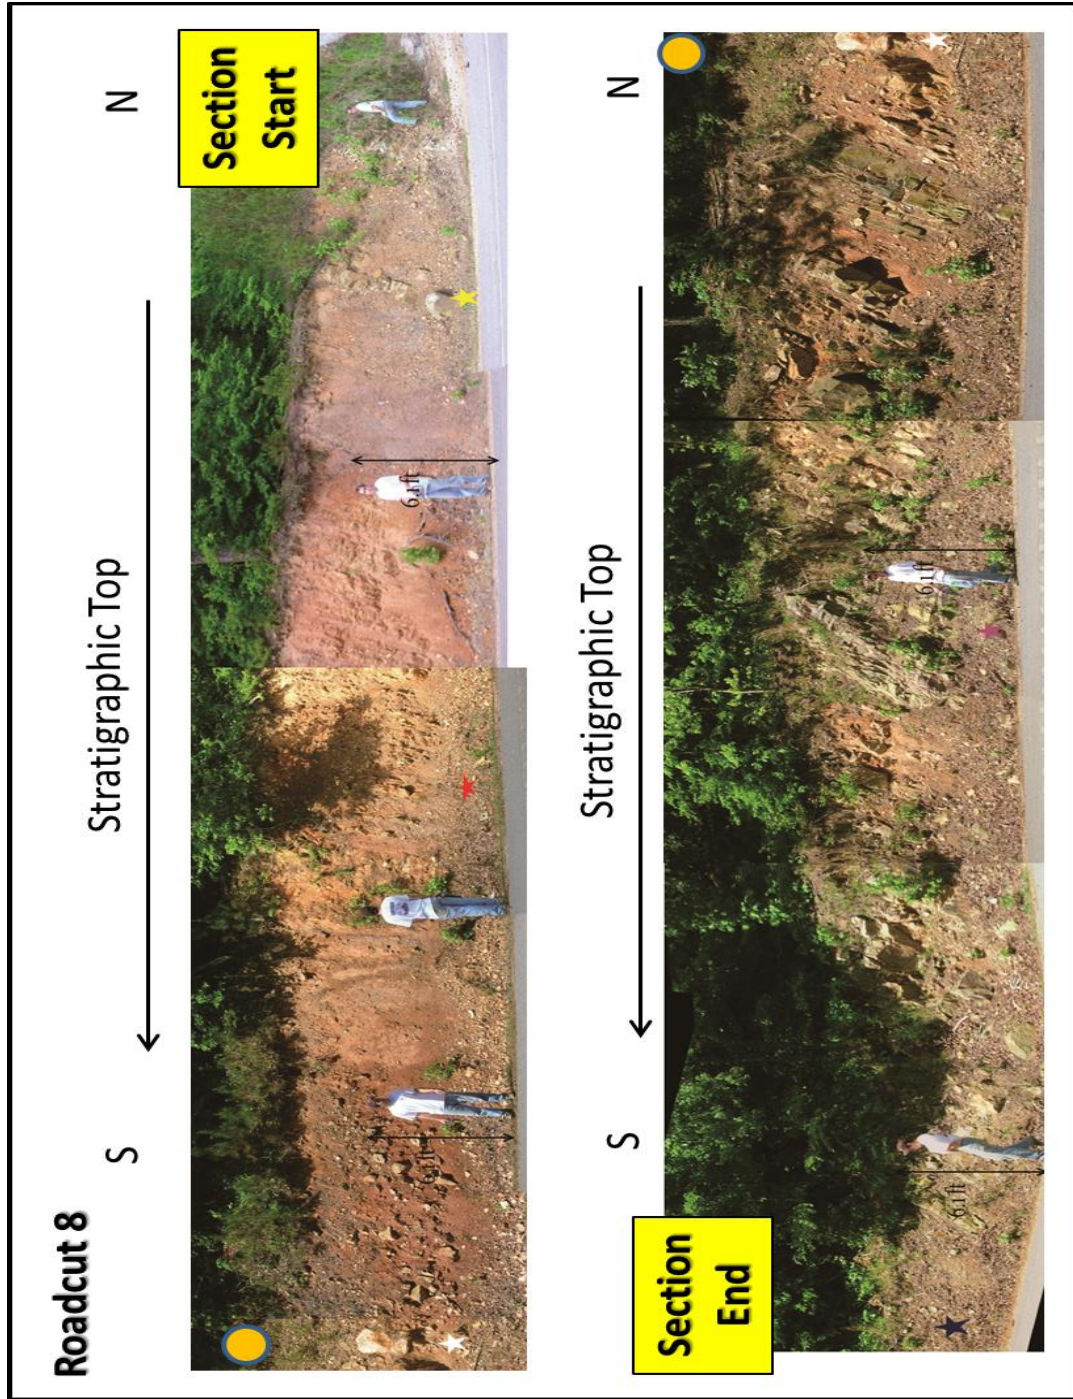 Roadcut 8
S
Stratigraphic Top
N
Section
Start
6.1ft
6.1ft
S
Stratigraphic Top
N
Section
End
6.1ft
6.1ft